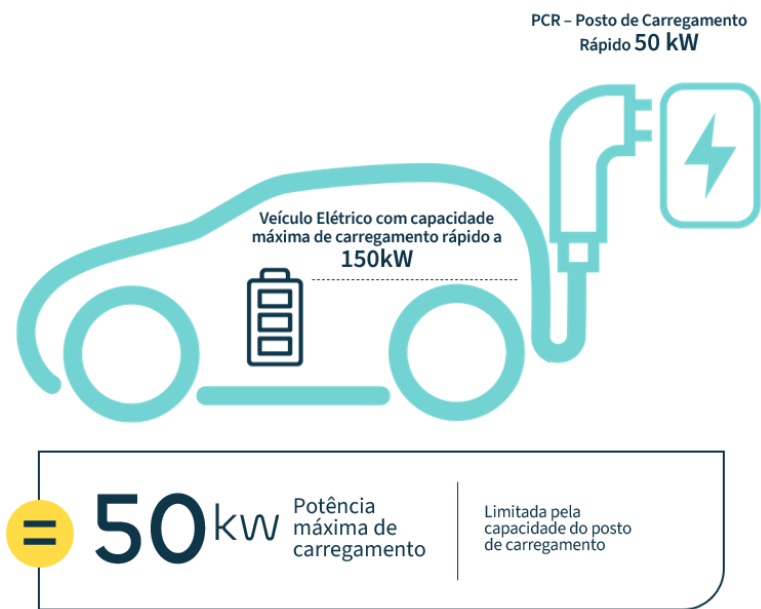 PCR – Posto de Carregamento
Rápido 50 kW
Veículo Elétrico com capacidade
máxima de carregamento rápido a
150kW
= 50 kW
Potência
máxima de
carregamento
Limitada pela
capacidade do posto
de carregamento